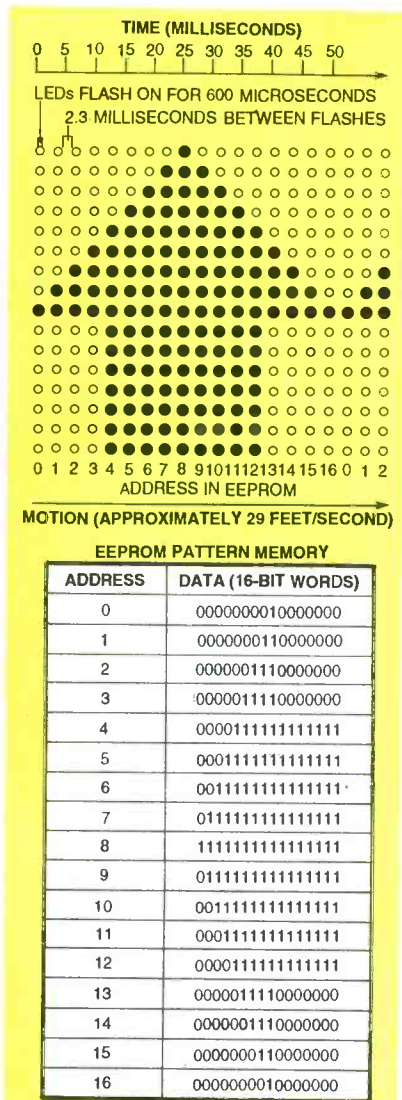 TIME (MILLISECONDS)
0 5 10 15 20 25 30 35 40 45 50
LEDs FLASH ON FOR 600 MICROSECONDS
2.3 MILLISECONDS BETWEEN FLASHES
0 1 2 3 4 5 6 7 8 9 10 11 12 13 14 15 16 0 1 2
ADDRESS IN EEPROM
MOTION (APPROXIMATELY 29 FEET/SECOND)
EEPROM PATTERN MEMORY
ADDRESS DATA (16-BIT WORDS)
0 0000000010000000
1 0000000110000000
2 0000001110000000
3 0000011110000000
4 0000111111111111
5 0001111111111111
6 0011111111111111
7 0111111111111111
8 1111111111111111
9 0111111111111111
10 0011111111111111
11 0001111111111111
12 0000111111111111
13 0000011110000000
14 0000001110000000
15 0000000110000000
16 0000000010000000